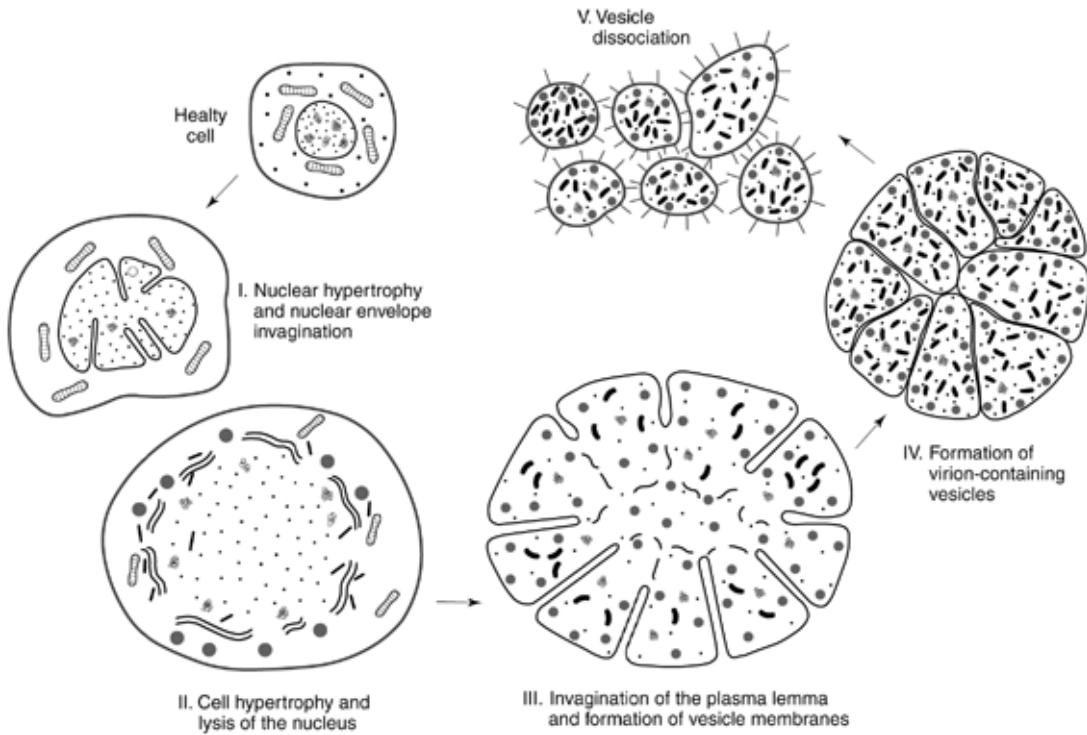 Healty
cell
I. Nuclear hypertrophy
and nuclear envelope
invagination
II. Cell hypertrophy and
lysis of the nucleus
III. Invagination of the plasma lemma
and formation of vesicle membranes
IV. Formation of
virion-containing
vesicles
V. Vesicle
dissociation